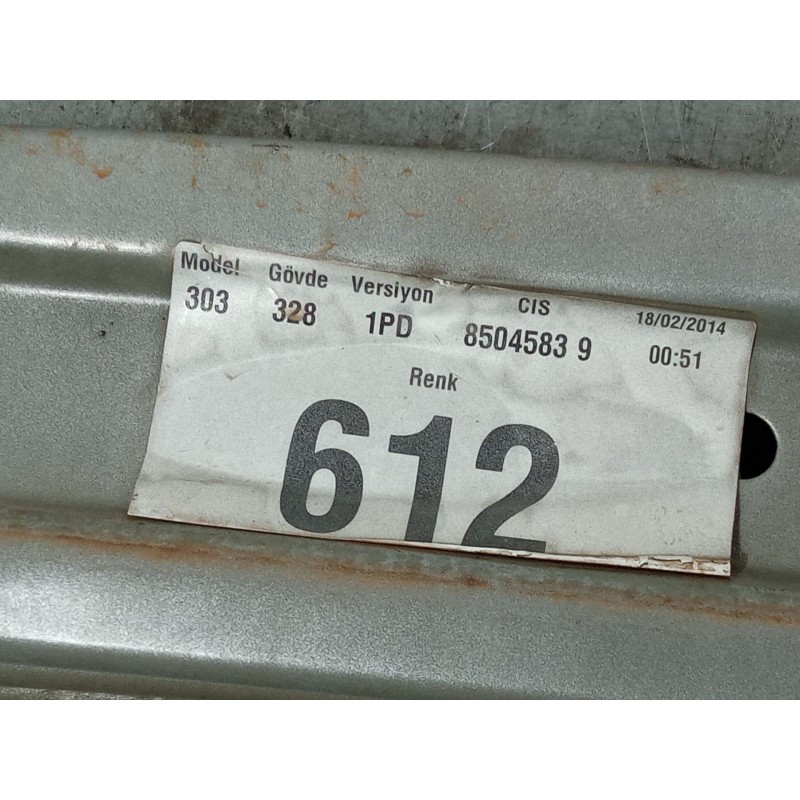 Model Gövde Versiyon CIS 18/02/2014
303 328 1PD 8504583 9 00:51
Renk
612